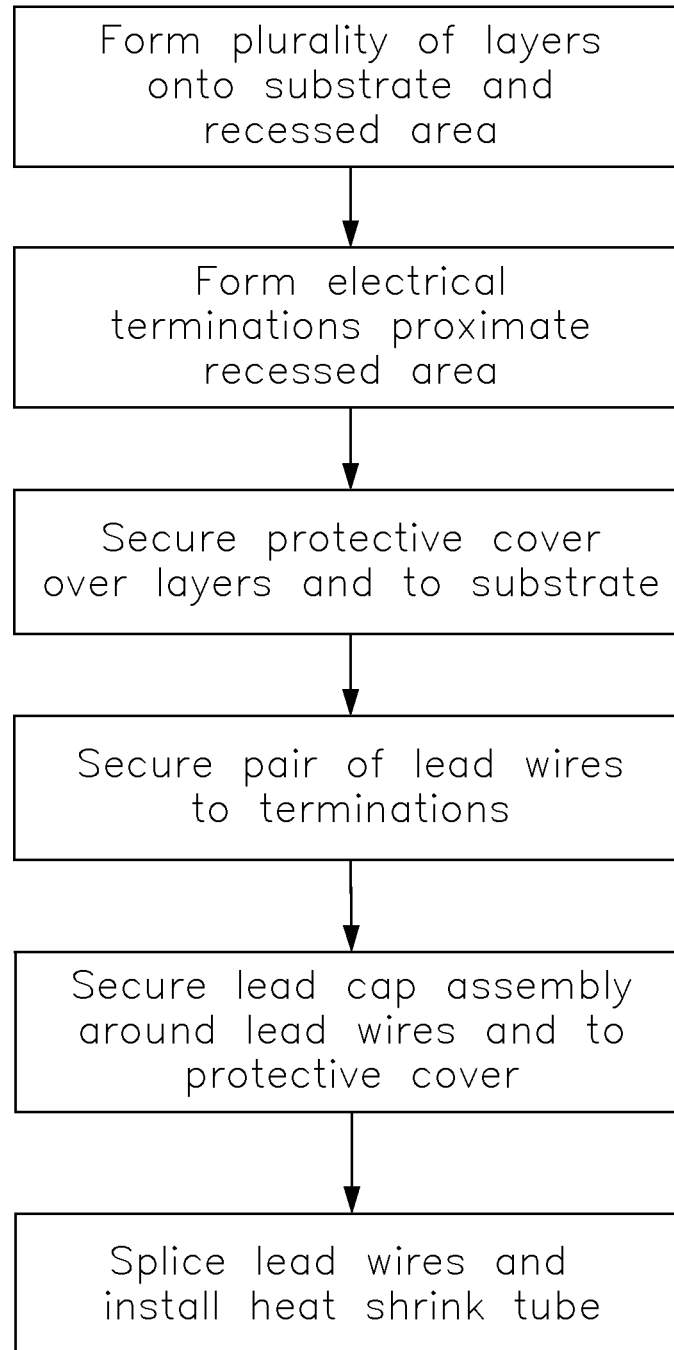 Form plurality of layers
onto substrate and
recessed area
Form electrical
terminations proximate
recessed area
Secure protective cover
over layers and to substrate
Secure pair of lead wires
to terminations
Secure lead cap assembly
around lead wires and to
protective cover
Splice lead wires and
install heat shrink tube